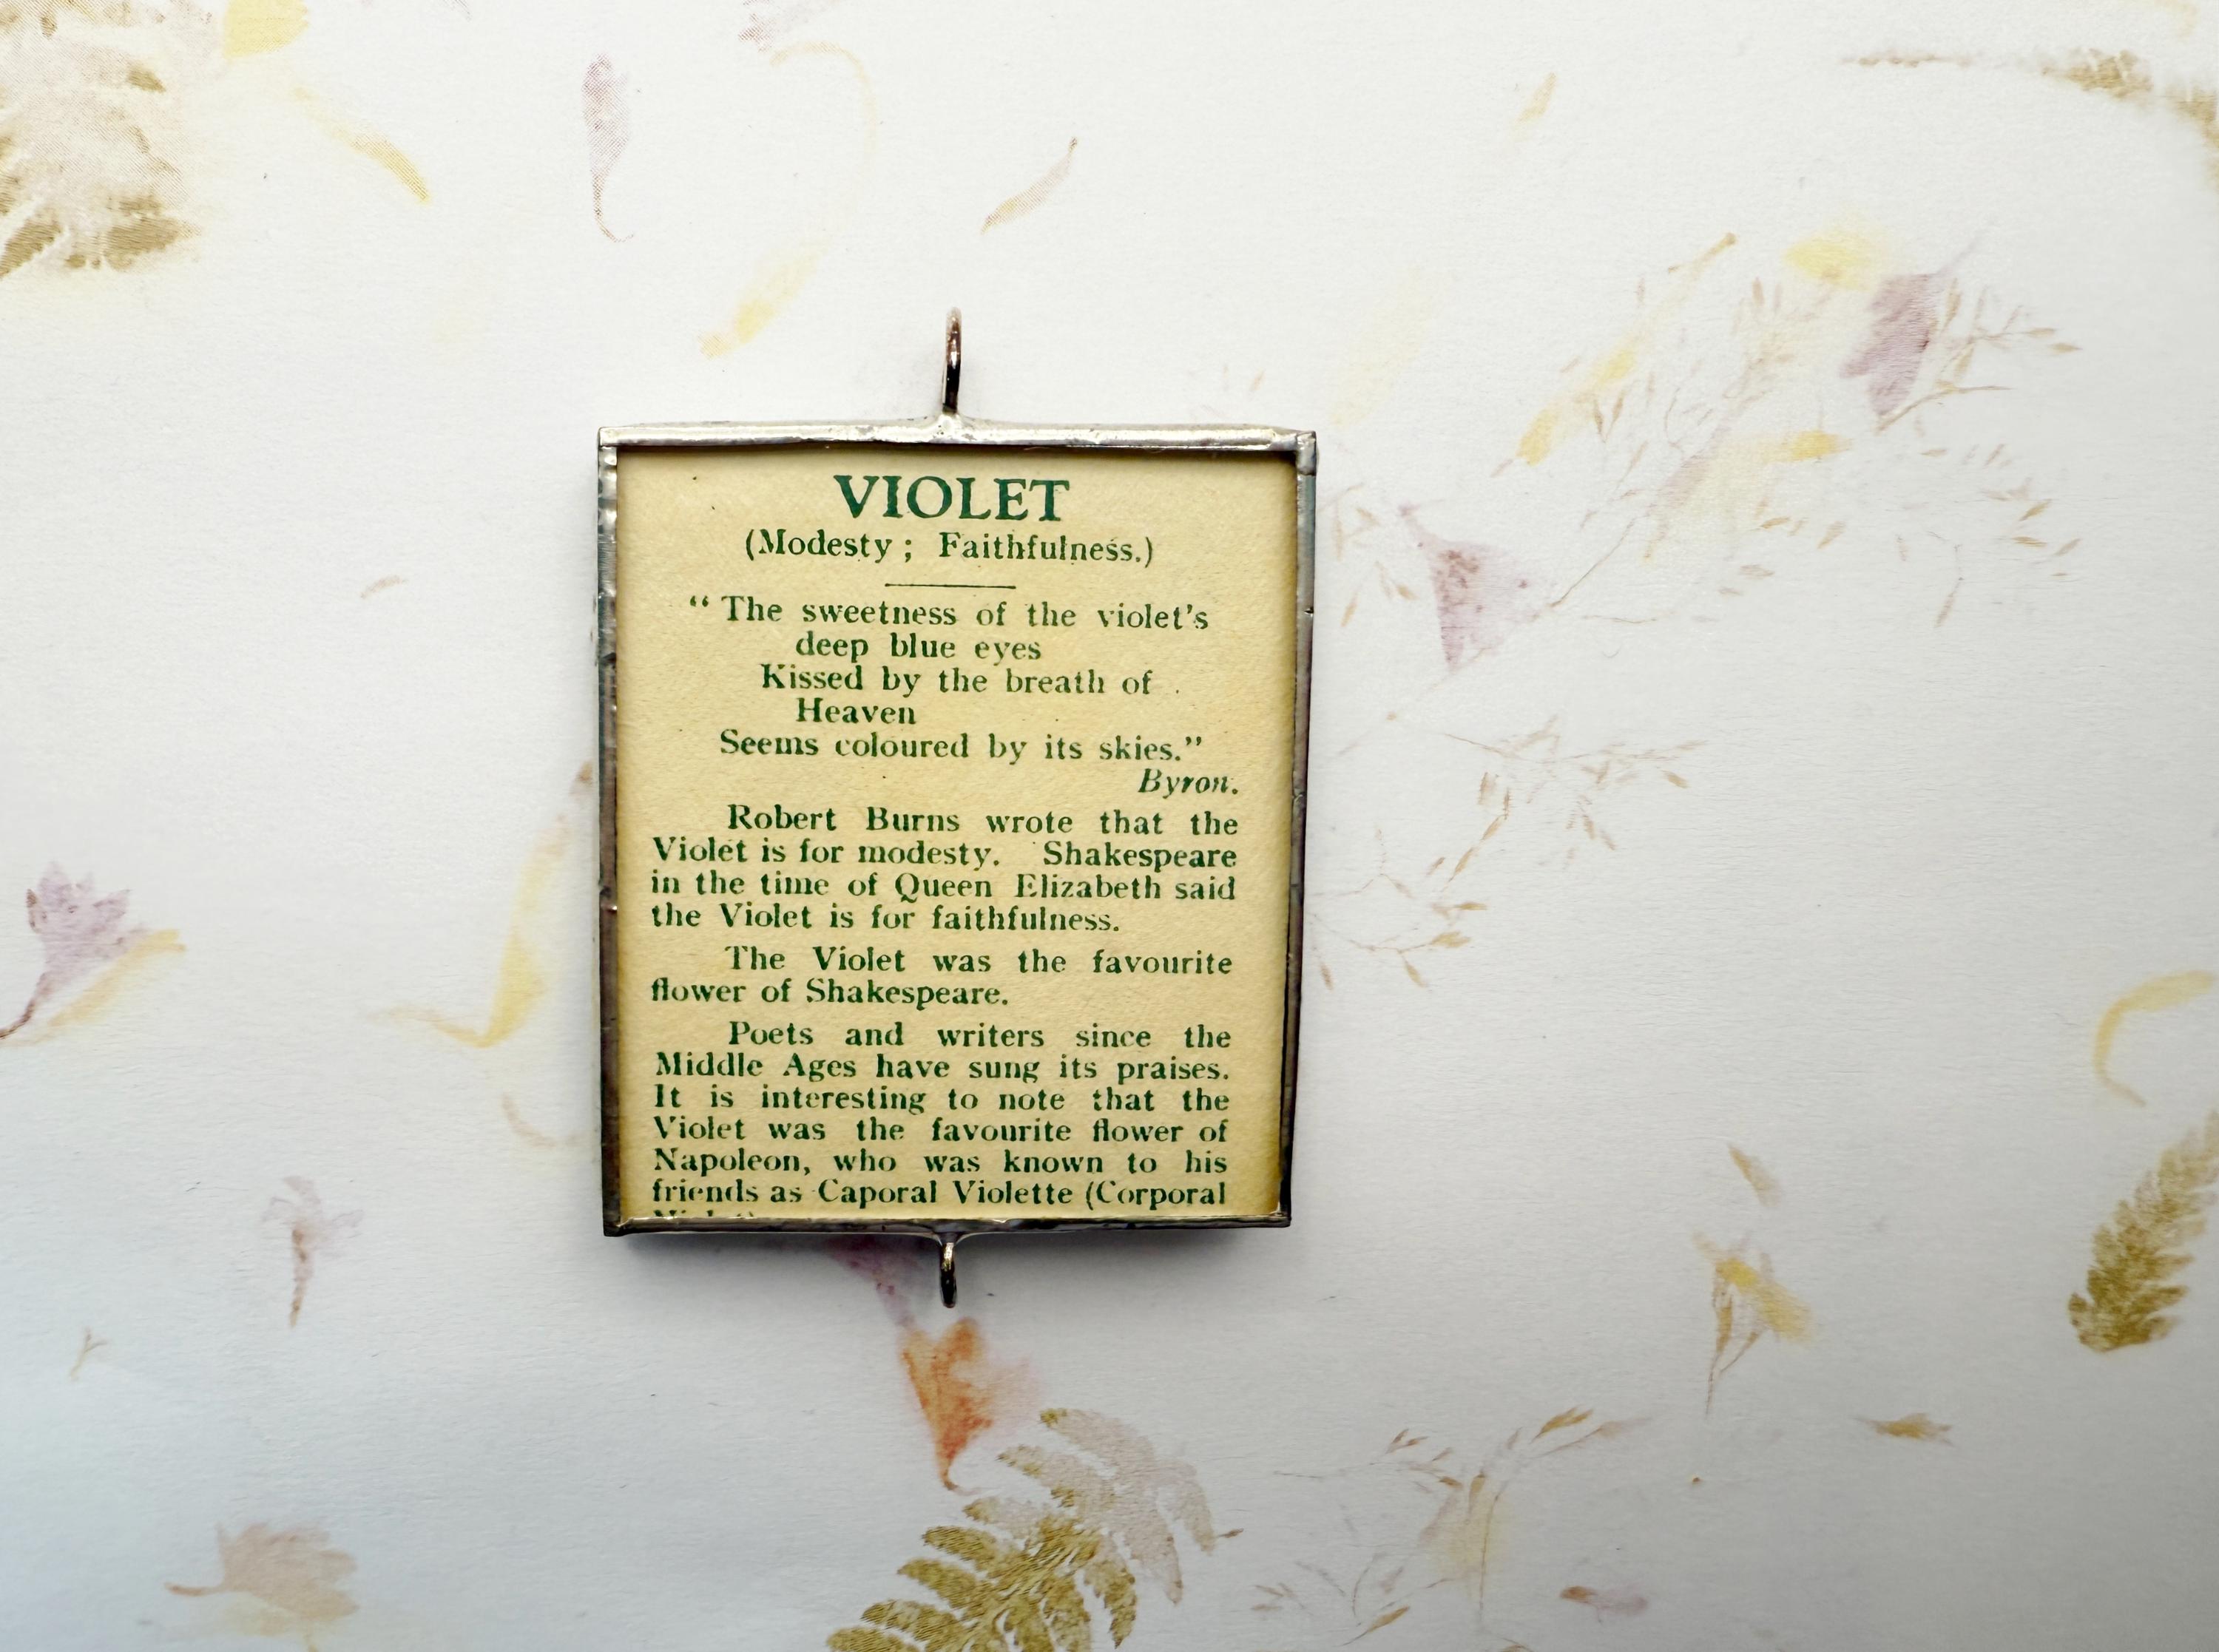 VIOLET
(Modesty ; Faithfulness.)
“ The sweetness of the violet's
deep blue eyes
Kissed by the breath of
Heaven
Seems coloured by its skies.”
Byron.
Robert Burns wrote that the
Violet is for modesty. Shakespeare
in the time of Queen Elizabeth said
the Violet is for faithfulness.
The Violet was the favourite
flower of Shakespeare.
Poets and writers since the
Middle Ages have sung its praises.
It is interesting to note that the
Violet was the favourite flower of
Napoleon, who was known to his
friends as Caporal Violette (Corporal